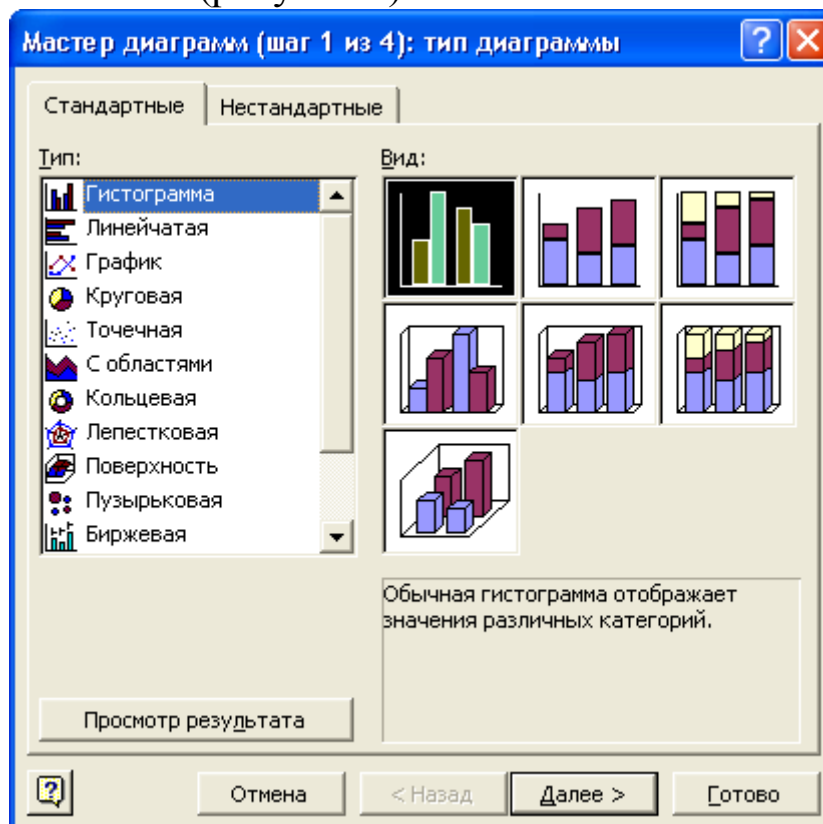 Мастер диаграмм (шаг 1 из 4): тип диаграммы
Стандартные
Нестандартные
Тип:
Гистограмма
Линейчатая
График
Круговая
Точечная
С областями
Кольцевая
Лепестковая
Поверхность
Пузырьковая
Биржевая
Вид:
Обычная гистограмма отображает
значения различных категорий.
Просмотр результата
Отмена
< Назад
Далее >
Готово